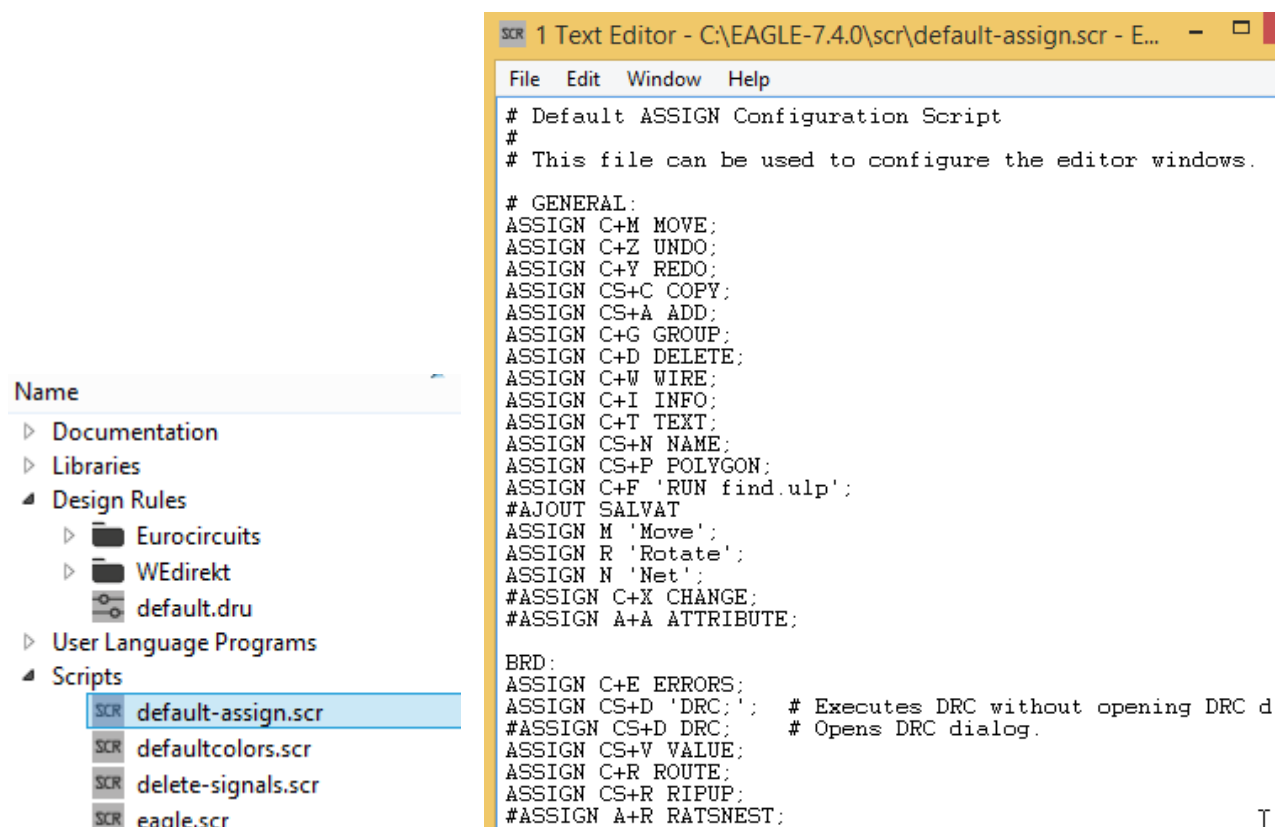 Name
Documentation
Libraries
Design Rules
Eurocircuits
WEdirekt
default.dru
User Language Programs
Scripts
SCR default-assign.scr
SCR defaultcolors.scr
SCR delete-signals.scr
SCR eagle.scr
SCR 1 Text Editor - C:\EAGLE-7.4.0\scr\default-assign.scr - E...
File Edit Window Help
# Default ASSIGN Configuration Script
#
# This file can be used to configure the editor windows.
# GENERAL:
ASSIGN C+M MOVE;
ASSIGN C+Z UNDO;
ASSIGN C+Y REDO;
ASSIGN CS+C COPY;
ASSIGN CS+A ADD;
ASSIGN C+G GROUP;
ASSIGN C+D DELETE;
ASSIGN C+W WIRE;
ASSIGN C+I INFO;
ASSIGN C+T TEXT;
ASSIGN CS+N NAME;
ASSIGN CS+P POLYGON;
ASSIGN C+F 'RUN find.ulp';
#AJOUT SALVAT
ASSIGN M 'Move';
ASSIGN R 'Rotate';
ASSIGN N 'Net';
#ASSIGN C+X CHANGE;
#ASSIGN A+A ATTRIBUTE;
BRD:
ASSIGN C+E ERRORS;
ASSIGN CS+D 'DRC;'; # Executes DRC without opening DRC d
#ASSIGN CS+D DRC; # Opens DRC dialog.
ASSIGN CS+V VALUE;
ASSIGN C+R ROUTE;
ASSIGN CS+R RIPUP;
#ASSIGN A+R RATSNEST;